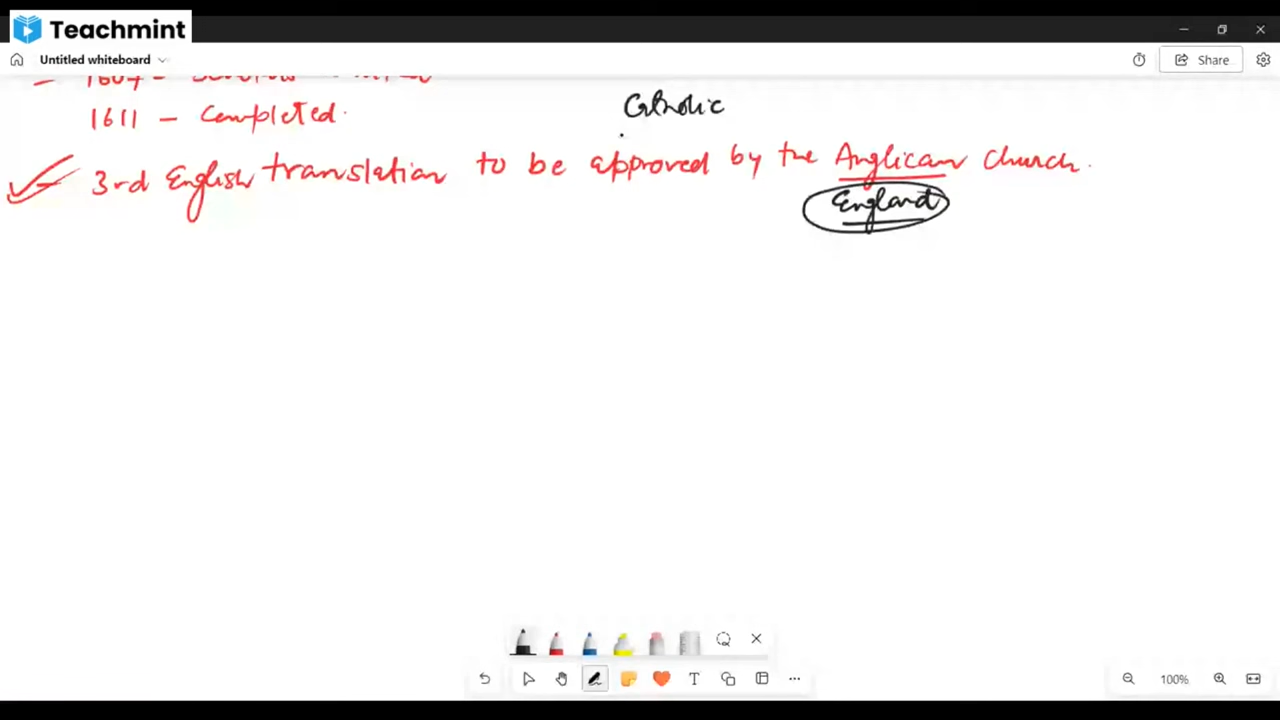 Teachmint
Untitled whiteboard
Share
1604 -
1611 - Completed.
Catholic
3rd English translation to be approved by the Anglican church.
England
T
100%